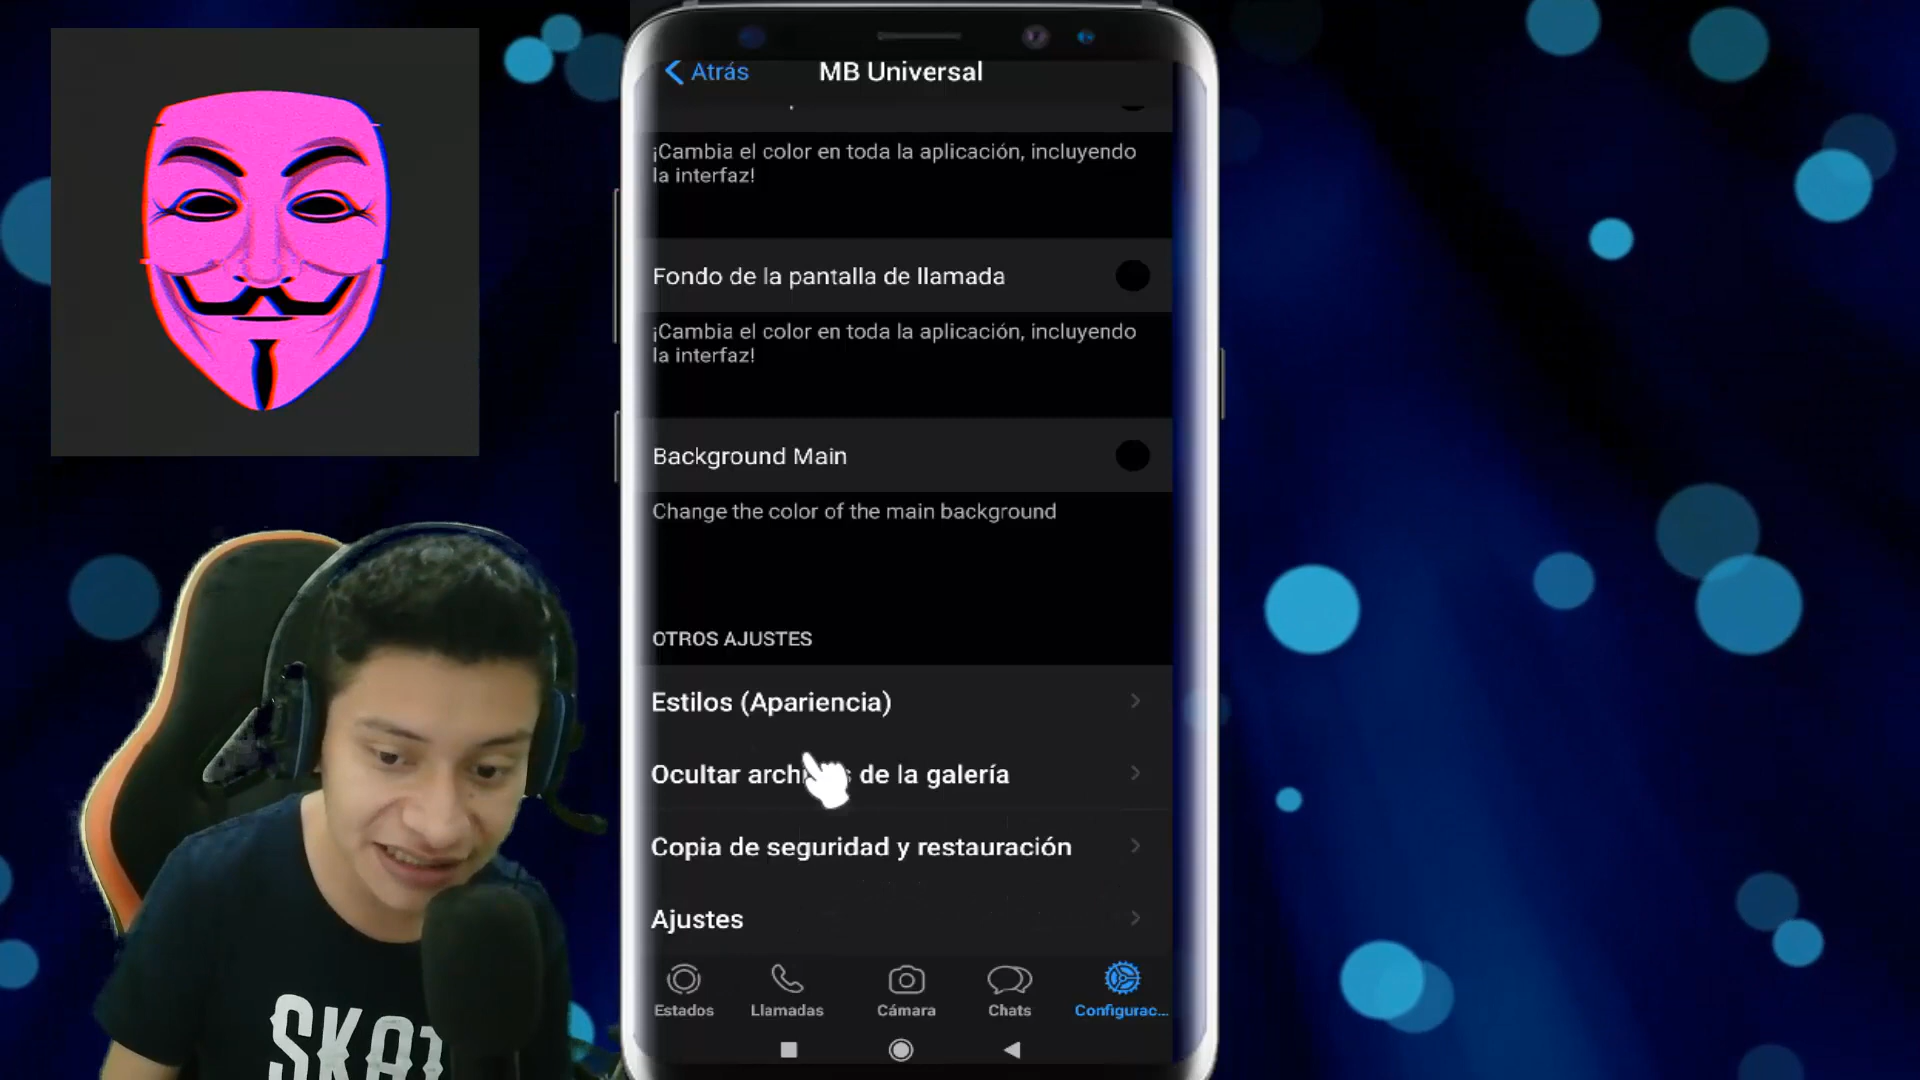 Atrás
MB Universal
¡Cambia el color en toda la aplicación, incluyendo
la interfaz!
Fondo de la pantalla de llamada
¡Cambia el color en toda la aplicación, incluyendo
la interfaz!
Background Main
Change the color of the main background
OTROS AJUSTES
Estilos (Apariencia)
Ocultar de la galería
Copia de seguridad y restauración
Ajustes
Estados
Llamadas
Cámara
Chats
Configurac...